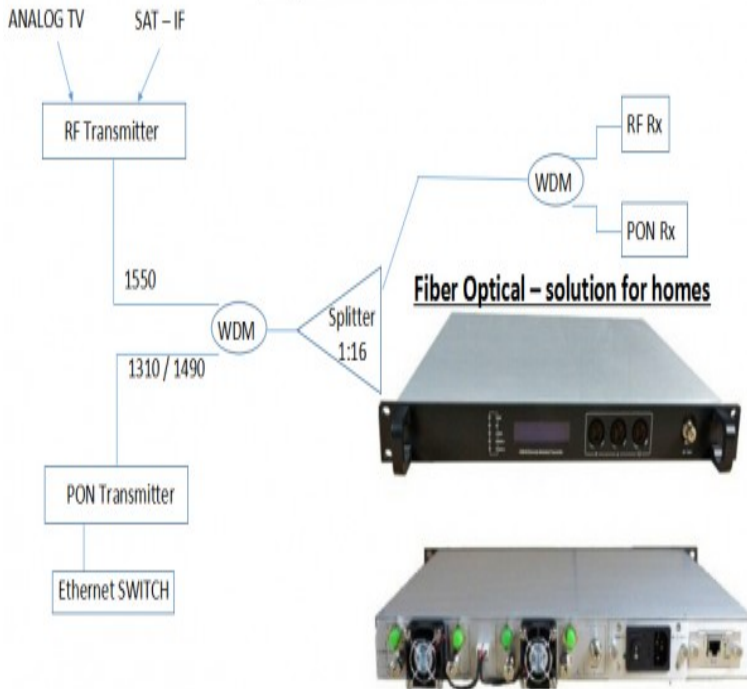 ANALOG TV
SAT – IF
RF Transmitter
RF Rx
WDM
PON Rx
1550
Fiber Optical – solution for homes
Splitter
1:16
WDM
1310 / 1490
PON Transmitter
Ethernet SWITCH